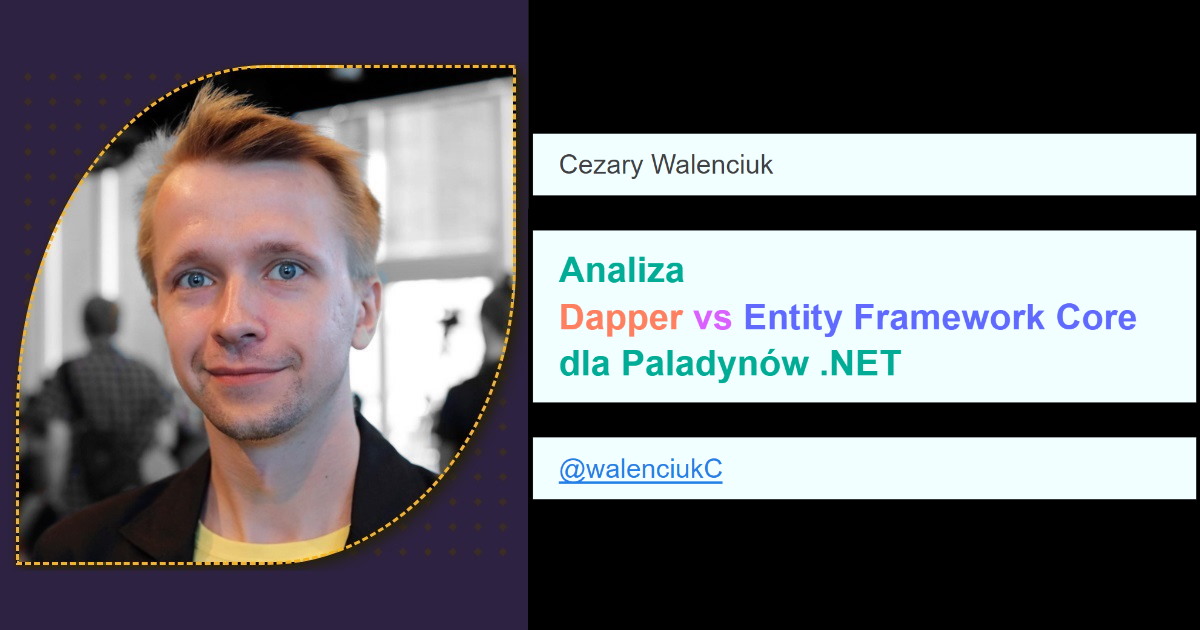 Cezary Walenciuk
Analiza
Dapper vs Entity Framework Core
dla Paladynów .NET
@walenciukC